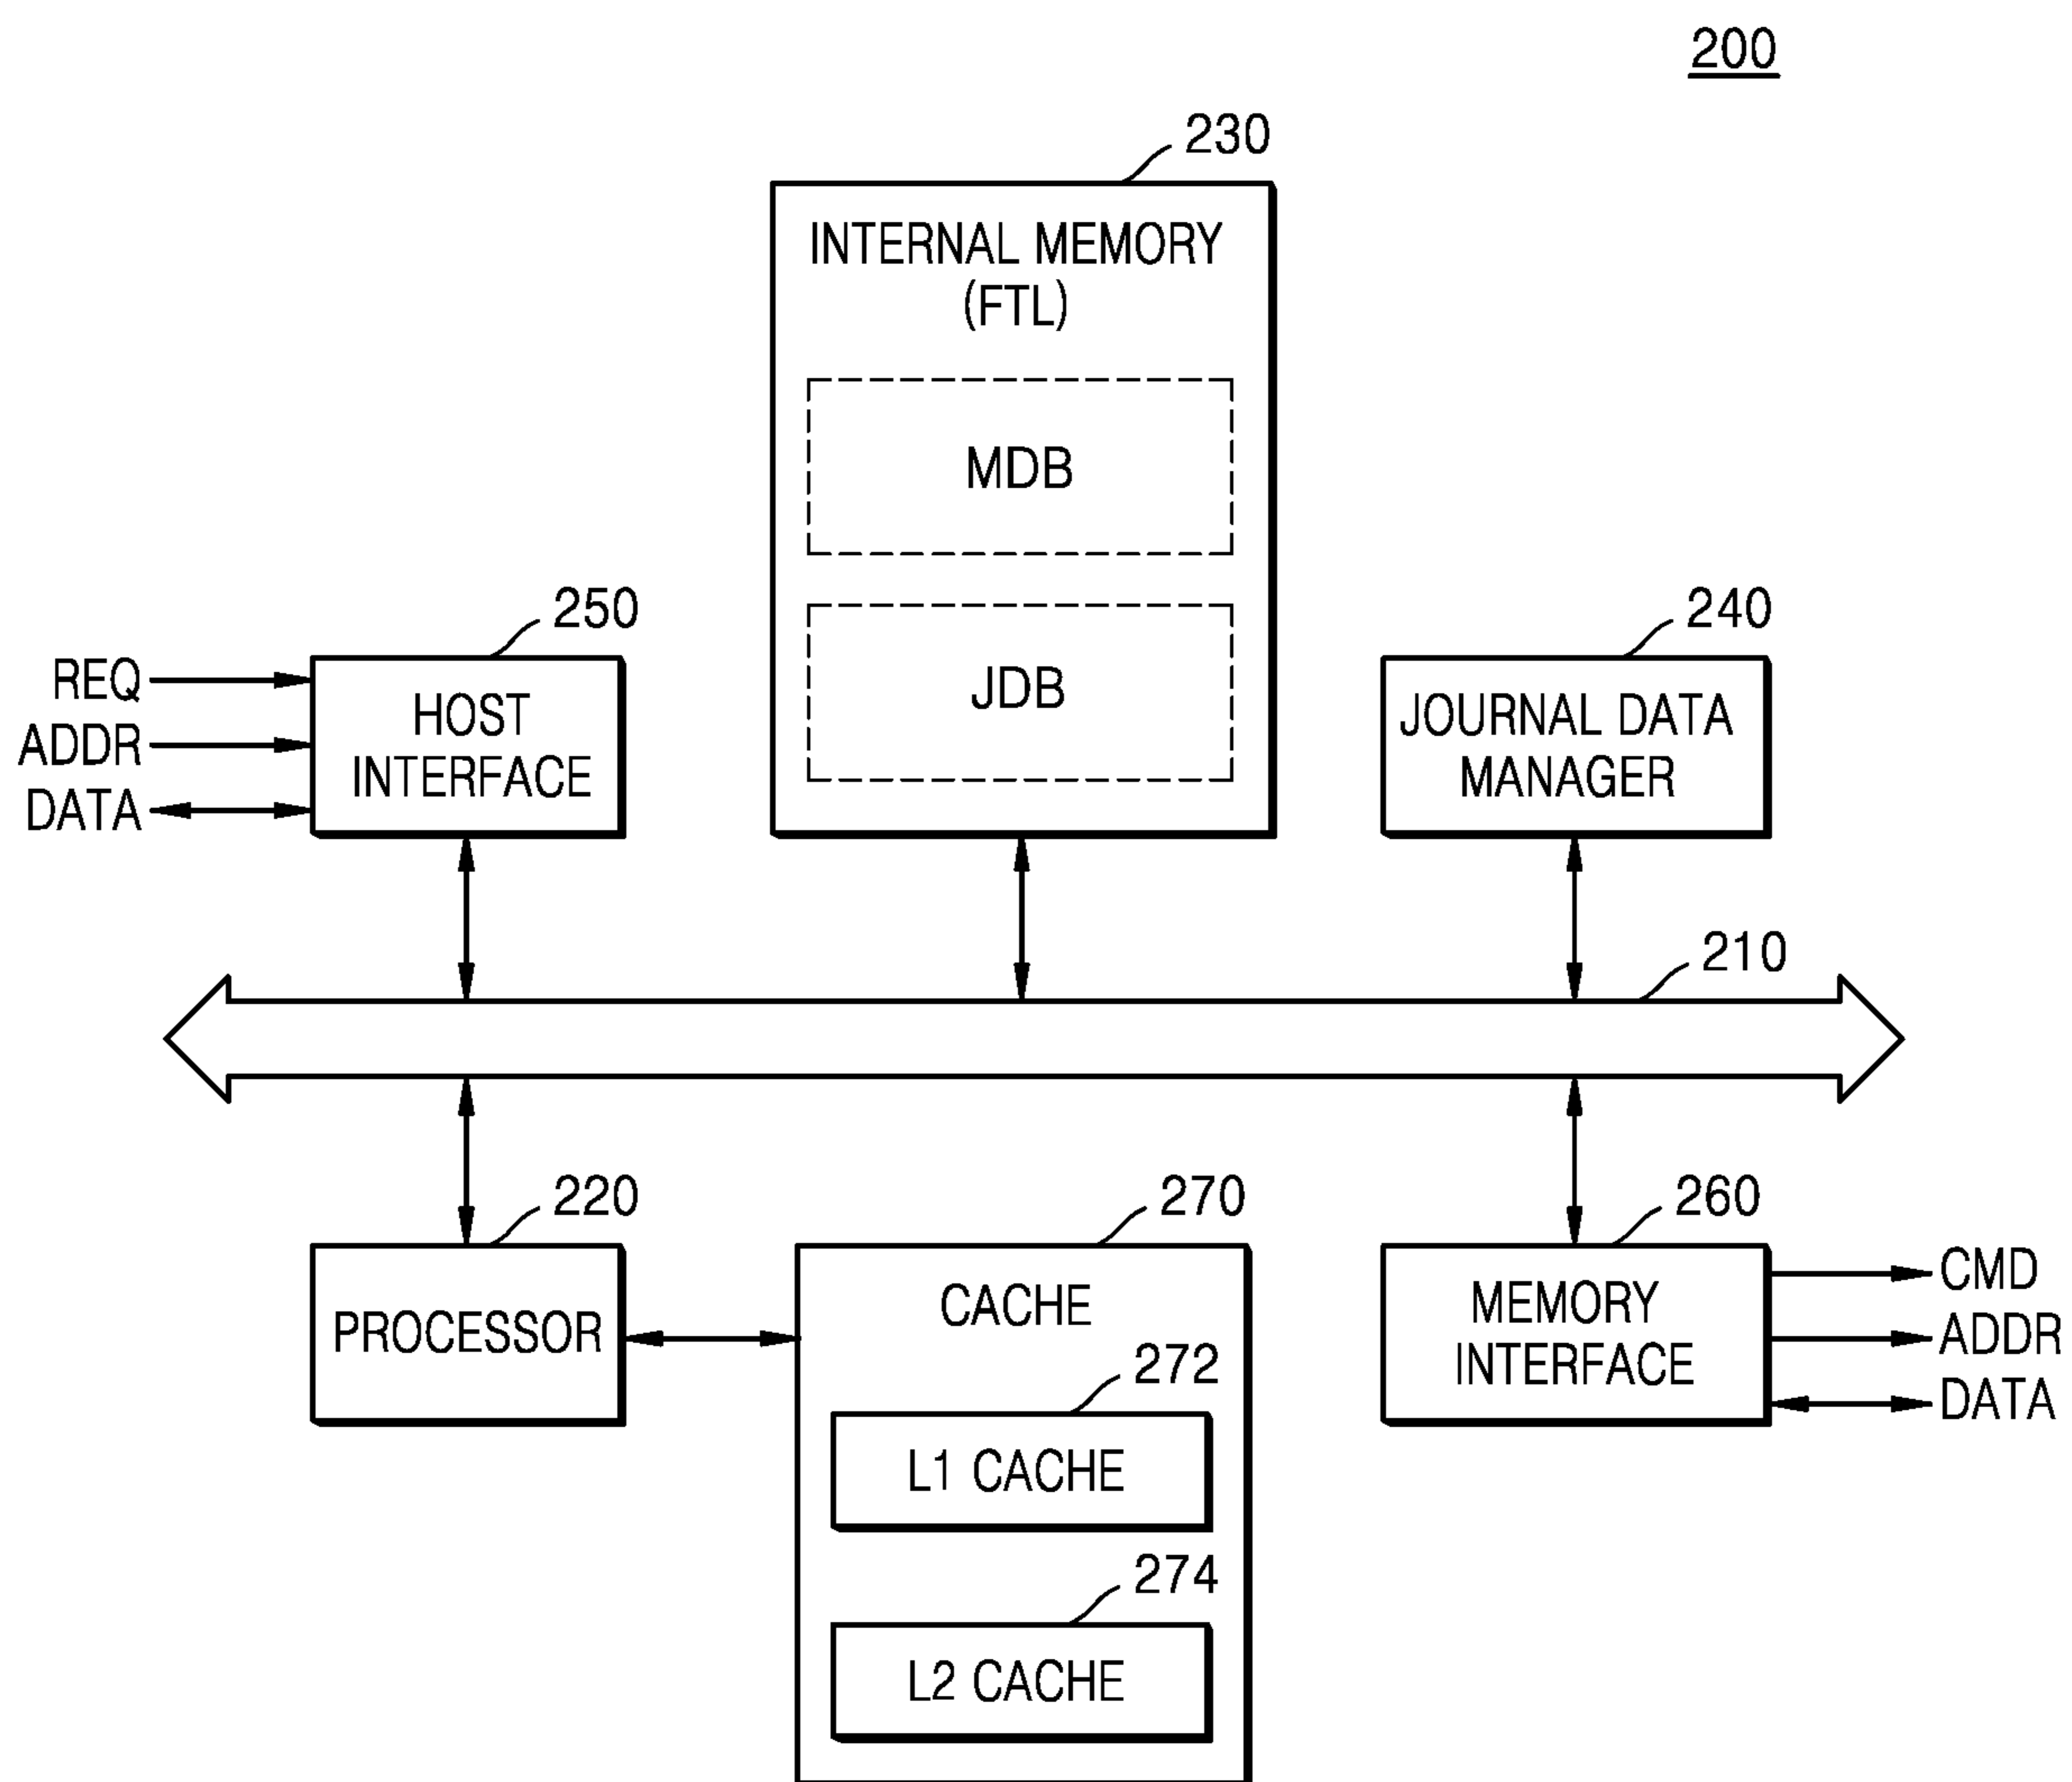 200
230
INTERNAL MEMORY
(FTL)
MDB
JDB
250
REQ
ADDR
DATA
HOST
INTERFACE
240
JOURNAL DATA
MANAGER
210
220
PROCESSOR
270
CACHE
272
L1 CACHE
274
L2 CACHE
260
MEMORY
INTERFACE
CMD
ADDR
DATA